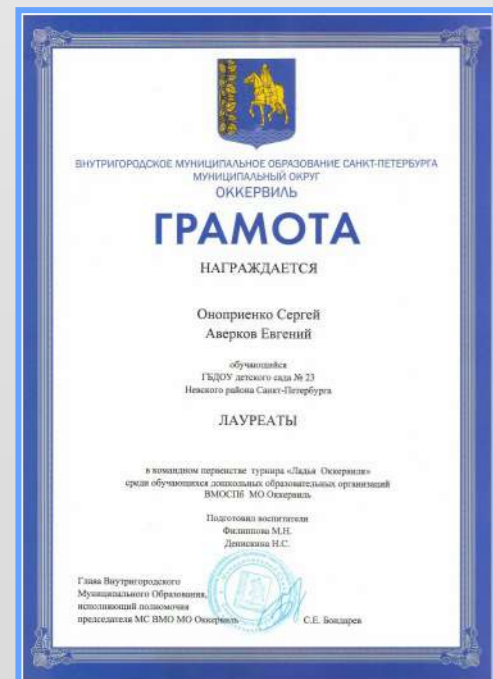 ВНУТРИГОРОДСКОЕ МУНИЦИПАЛЬНОЕ ОБРАЗОВАНИЕ САНКТ-ПЕТЕРБУРГА
МУНИЦИПАЛЬНЫЙ ОКРУГ
ОККЕРВИЛЬ
ГРАМОТА
НАГРАЖДАЕТСЯ
Оноприенко Сергей
Аверков Евгений
обучающийся
ГБДОУ детского сада № 23
Невского района Санкт-Петербурга
ЛАУРЕАТЫ
в командном первенстве турнира «Ладья Оккервиля»
среди обучающихся дошкольных образовательных организаций
ВМОСПб МО Оккервиль
Подготовил воспитатели
Филиппова М.Н.
Денискина Н.С.
Глава Внутригородского
Муниципального Образования,
исполняющий полномочия
председателя МС ВМО МО Оккервиль
С.Е. Бондарев